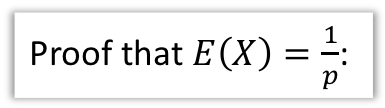 Proof that E(X) = 1/p: